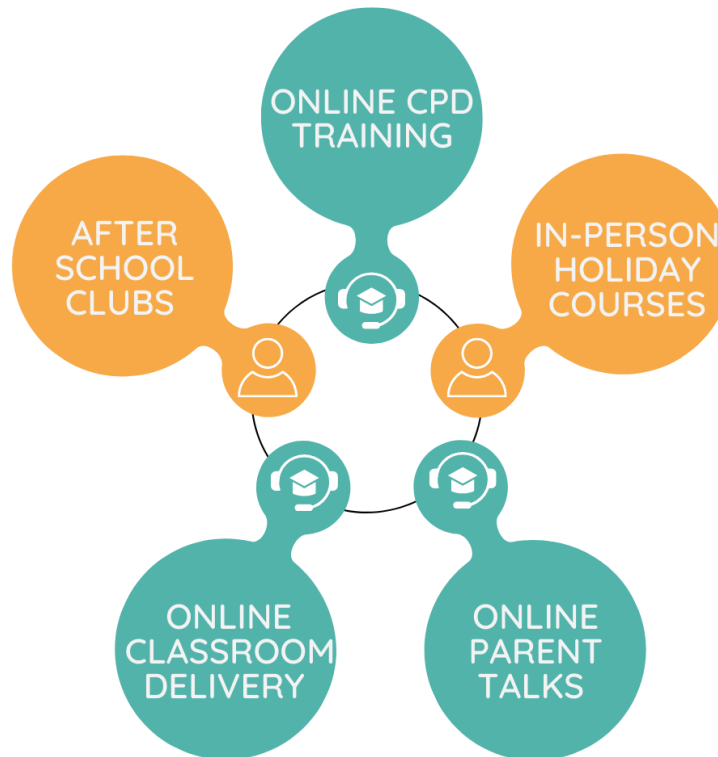 ONLINE CPD
TRAINING
AFTER
SCHOOL
CLUBS
IN-PERSON
HOLIDAY
COURSES
ONLINE
CLASSROOM
DELIVERY
ONLINE
PARENT
TALKS